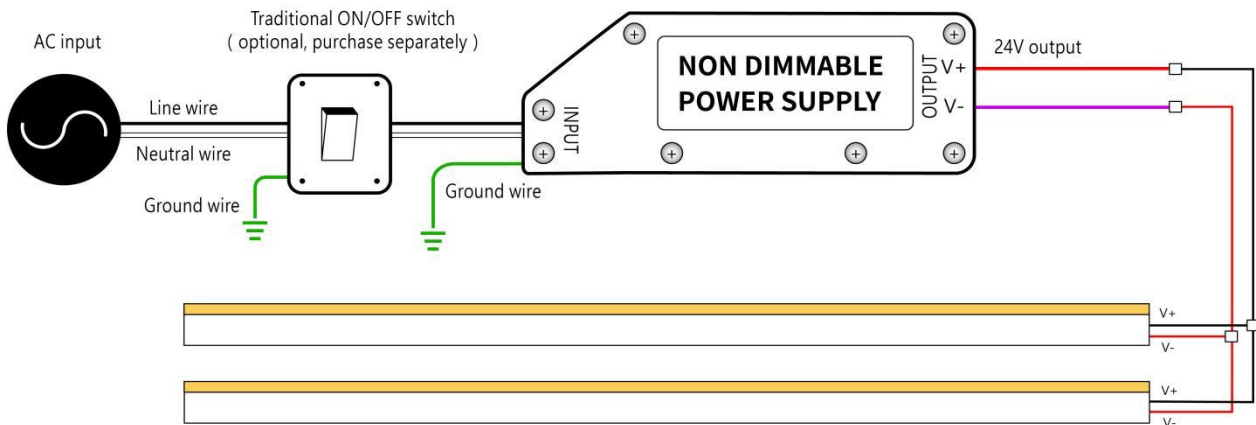 AC input
Traditional ON/OFF switch
( optional, purchase separately )
Line wire
Neutral wire
Ground wire
INPUT
Ground wire
NON DIMMABLE
POWER SUPPLY
OUTPUT
V+
V-
24V output
V+
V-
V+
V-